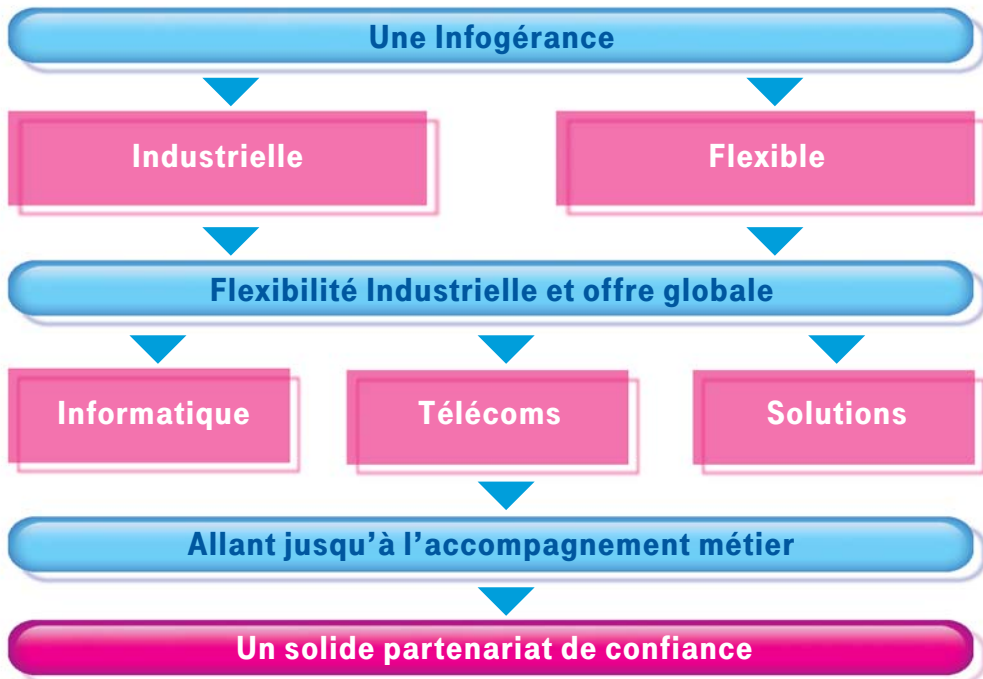 Une Infogérance
Industrielle
Flexible
Flexibilité Industrielle et offre globale
Informatique
Télécoms
Solutions
Allant jusqu’à l’accompagnement métier
Un solide partenariat de confiance